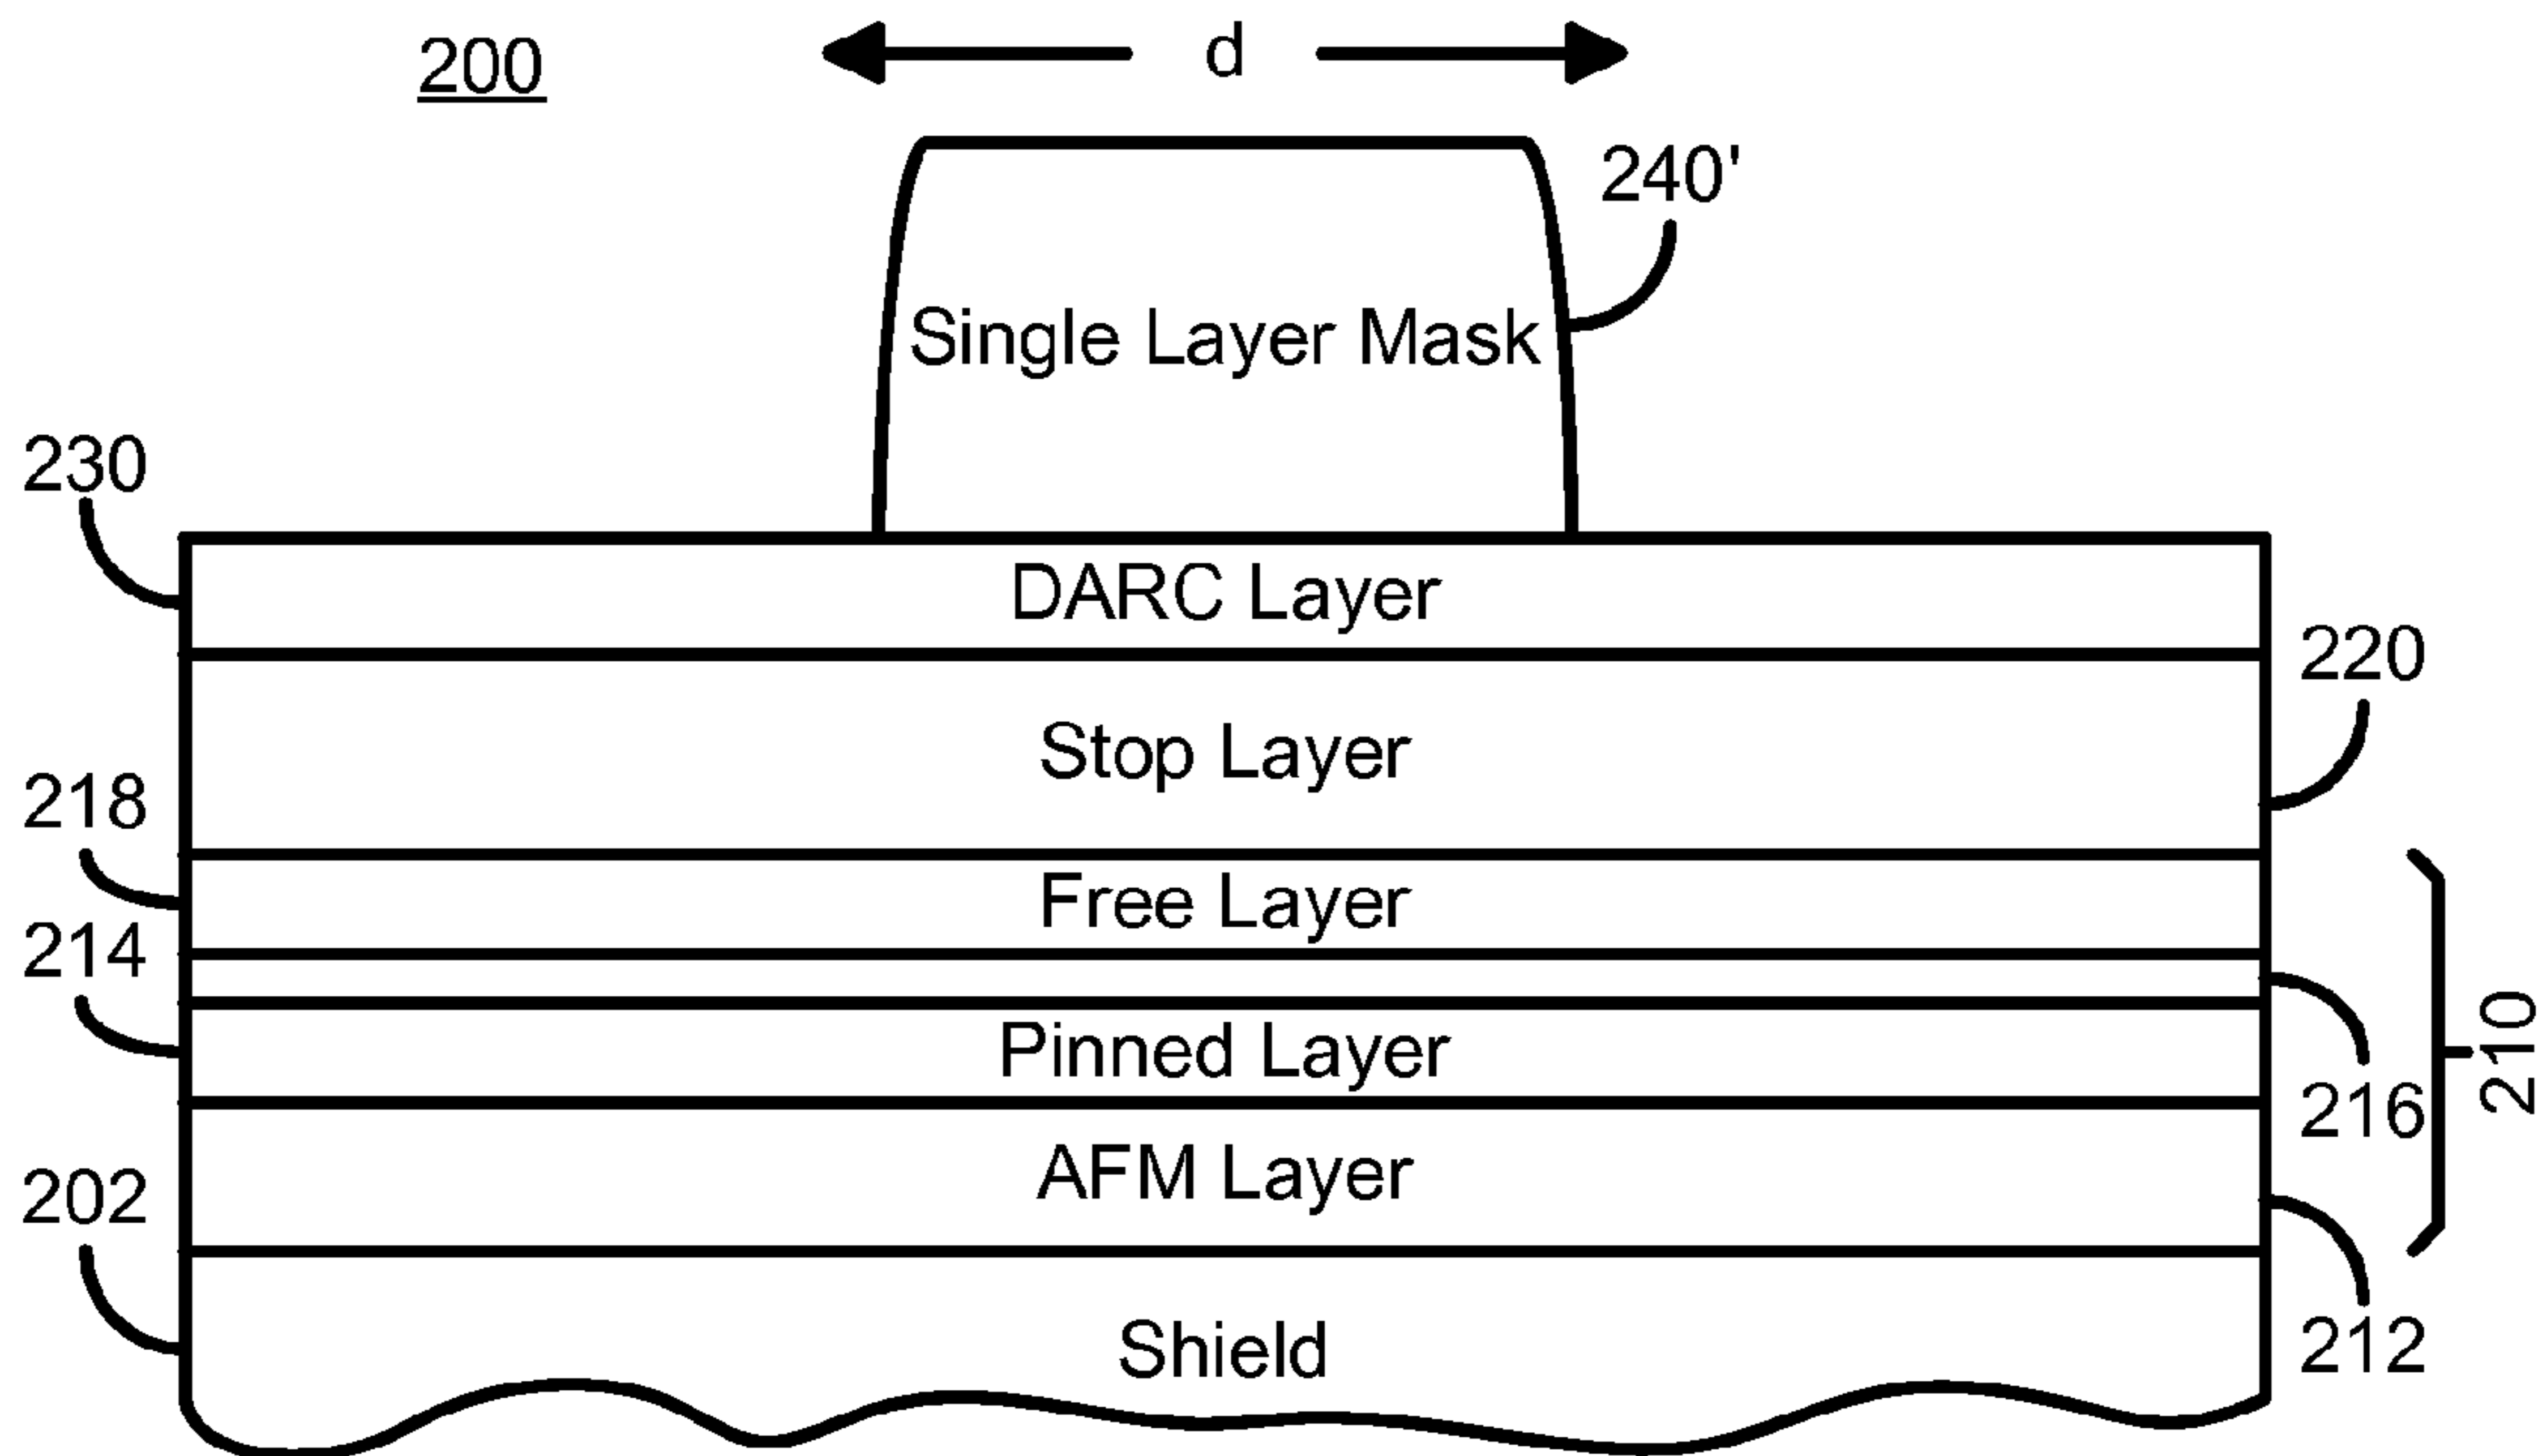 200
d
240'
Single Layer Mask
230
DARC Layer
220
Stop Layer
218
Free Layer
214
216
210
Pinned Layer
AFM Layer
202
212
Shield